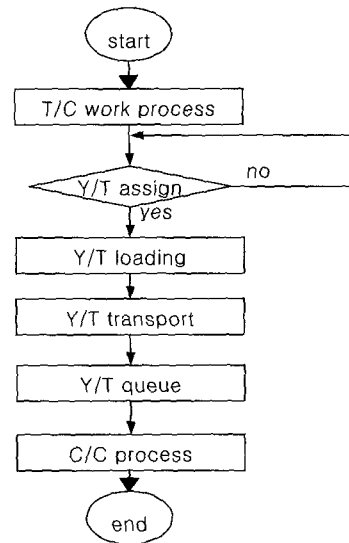 start
T/C work process
Y/T assign
no
yes
Y/T loading
Y/T transport
Y/T queue
C/C process
end